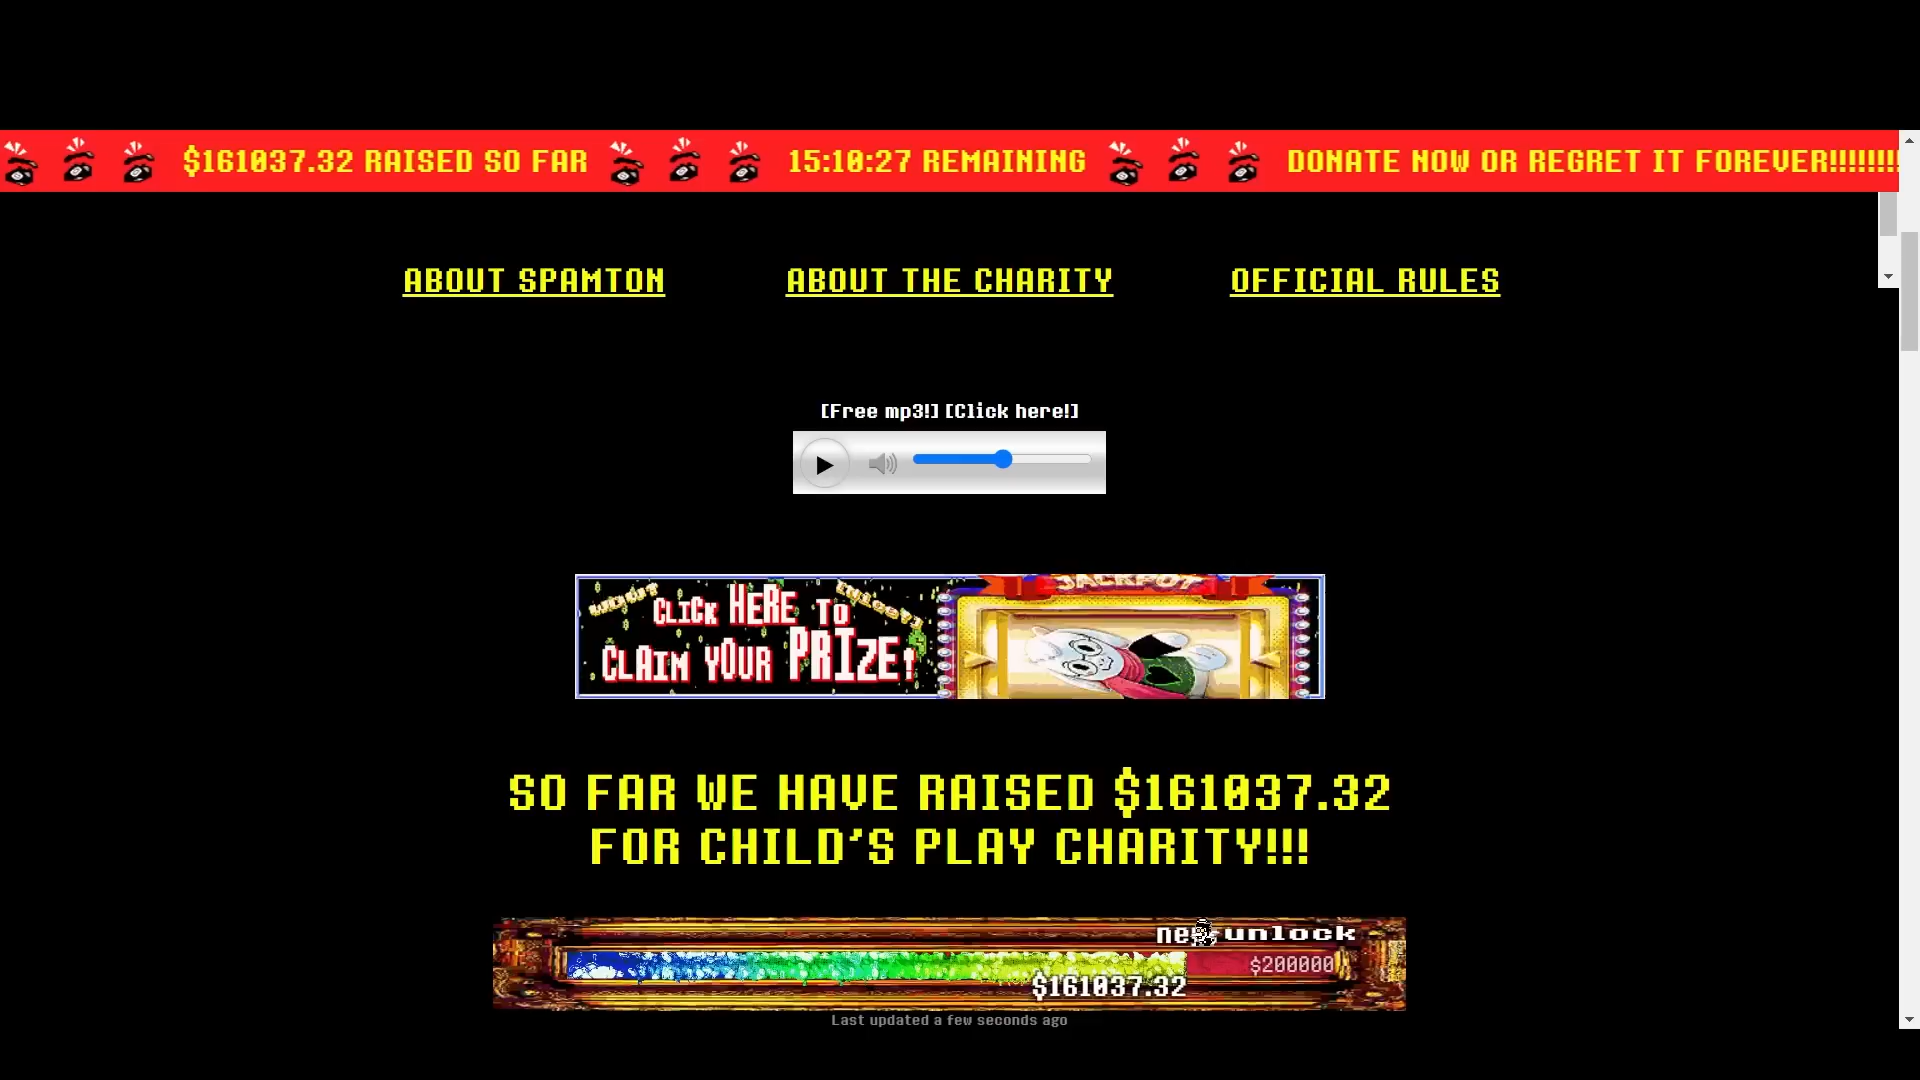 $161037.32 RAISED SO FAR 15:10:27 REMAINING DONATE NOW OR REGRET IT FOREVER!!!!!!!!
ABOUT SPAMTON ABOUT THE CHARITY OFFICIAL RULES
[Free mp3!] [Click here!]
JACKPOT
CLICK HERE TO
CLAIM YOUR PRIZE!
SO FAR WE HAVE RAISED $161037.32
FOR CHILD'S PLAY CHARITY!!!
unlock
$200000
$161037.32
Last updated a few seconds ago